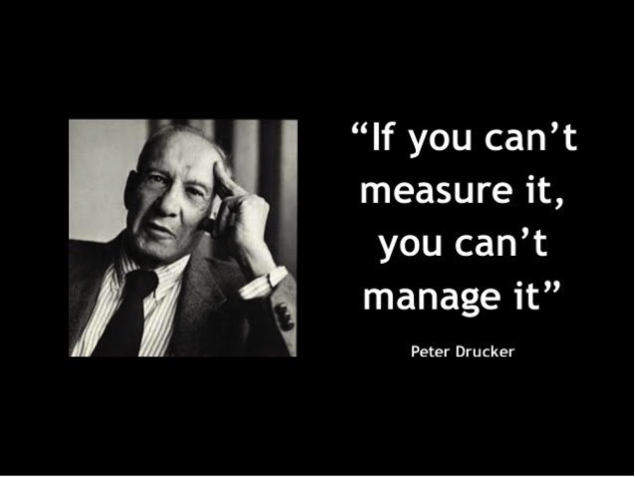 “If you can’t
measure it,
you can’t
manage it”
Peter Drucker